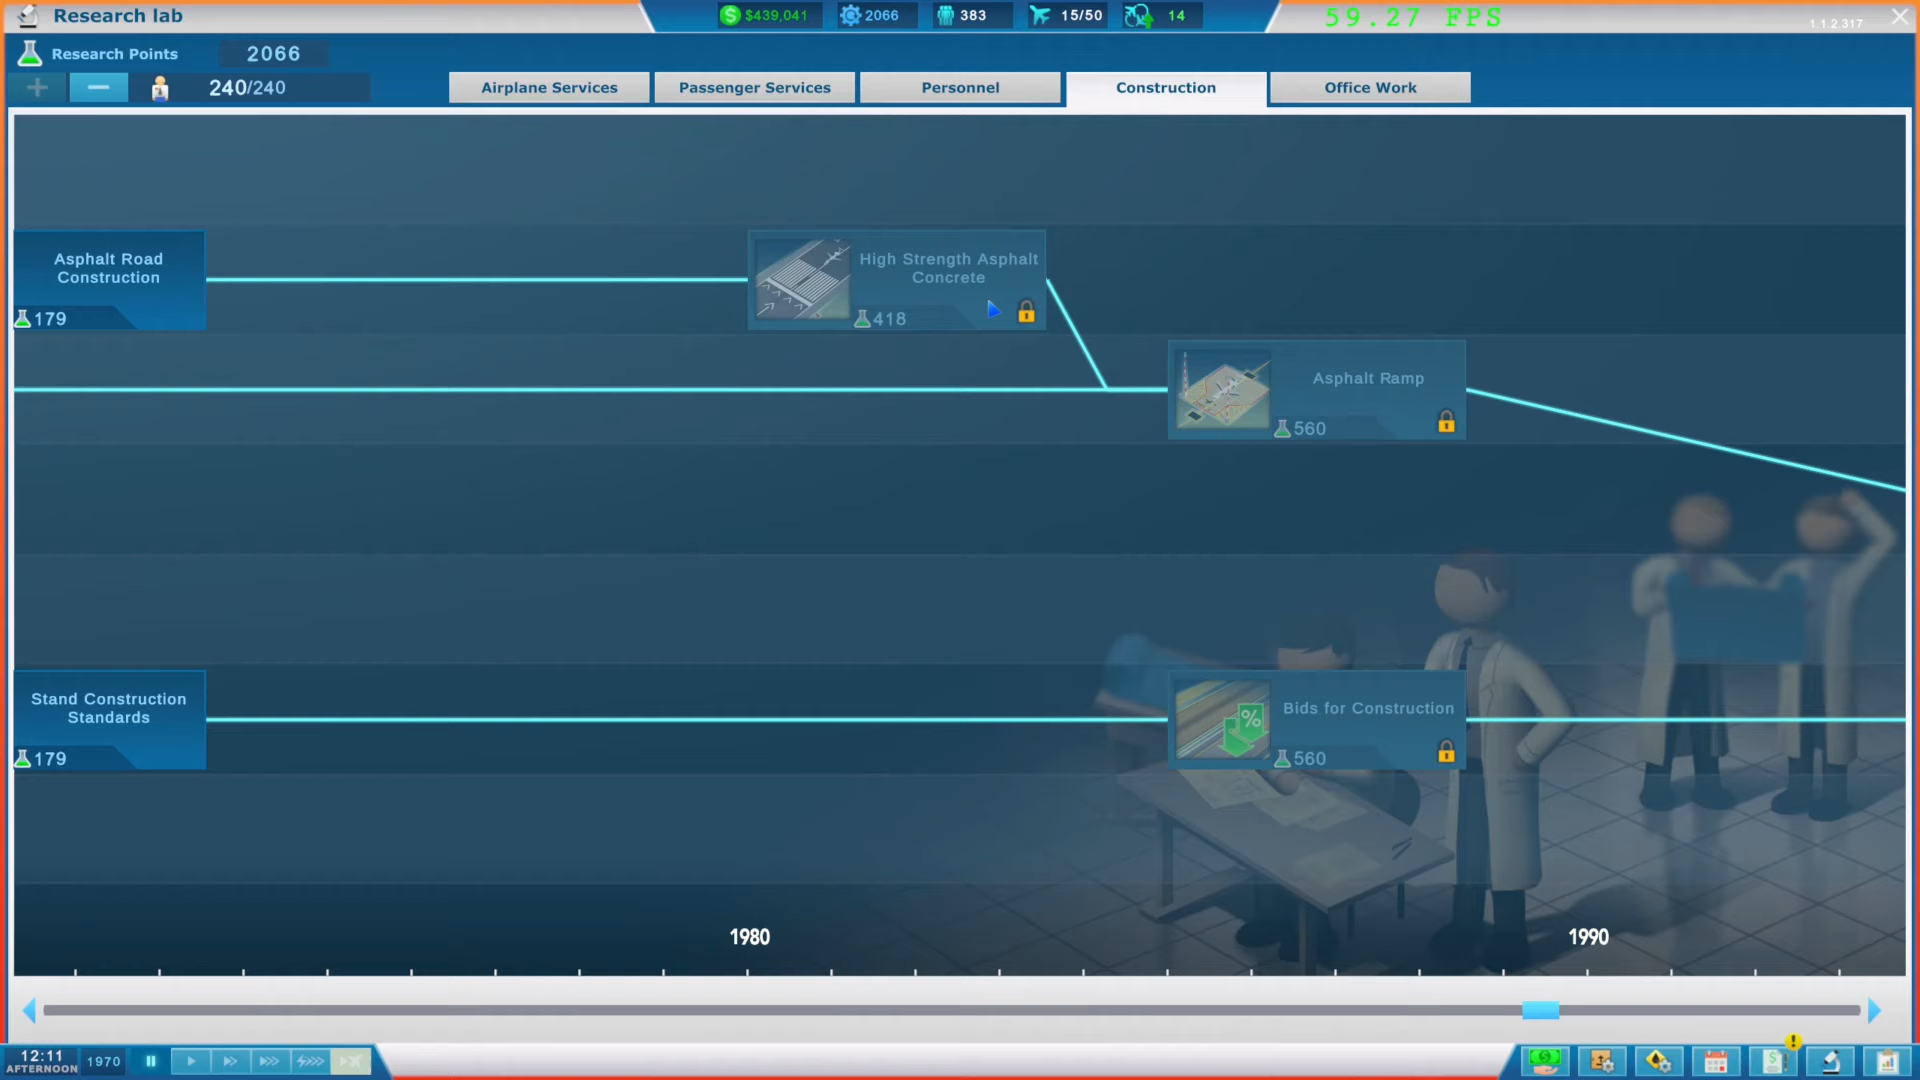 Research lab
$439,041
2066
383
15/50
14
59.27 FPS
1.1.2.317
Research Points
2066
240/240
Airplane Services
Passenger Services
Personnel
Construction
Office Work
Asphalt Road
Construction
179
High Strength Asphalt
Concrete
418
Asphalt Ramp
560
Stand Construction
Standards
179
Bids for Construction
560
1980
1990
12:11
AFTERNOON
1970